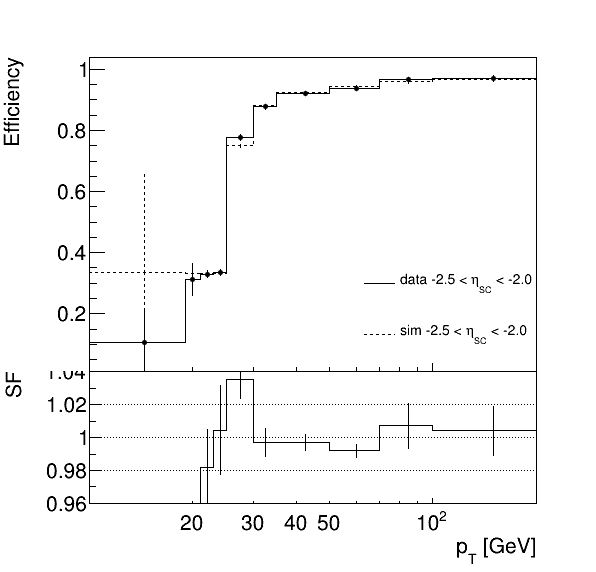 Efficiency
1
0.8
0.6
0.4
0.2
data -2.5 < η_SC < -2.0
sim -2.5 < η_SC < -2.0
SF
1.04
1.02
1
0.98
0.96
20 30 40 50 10²
p_T [GeV]